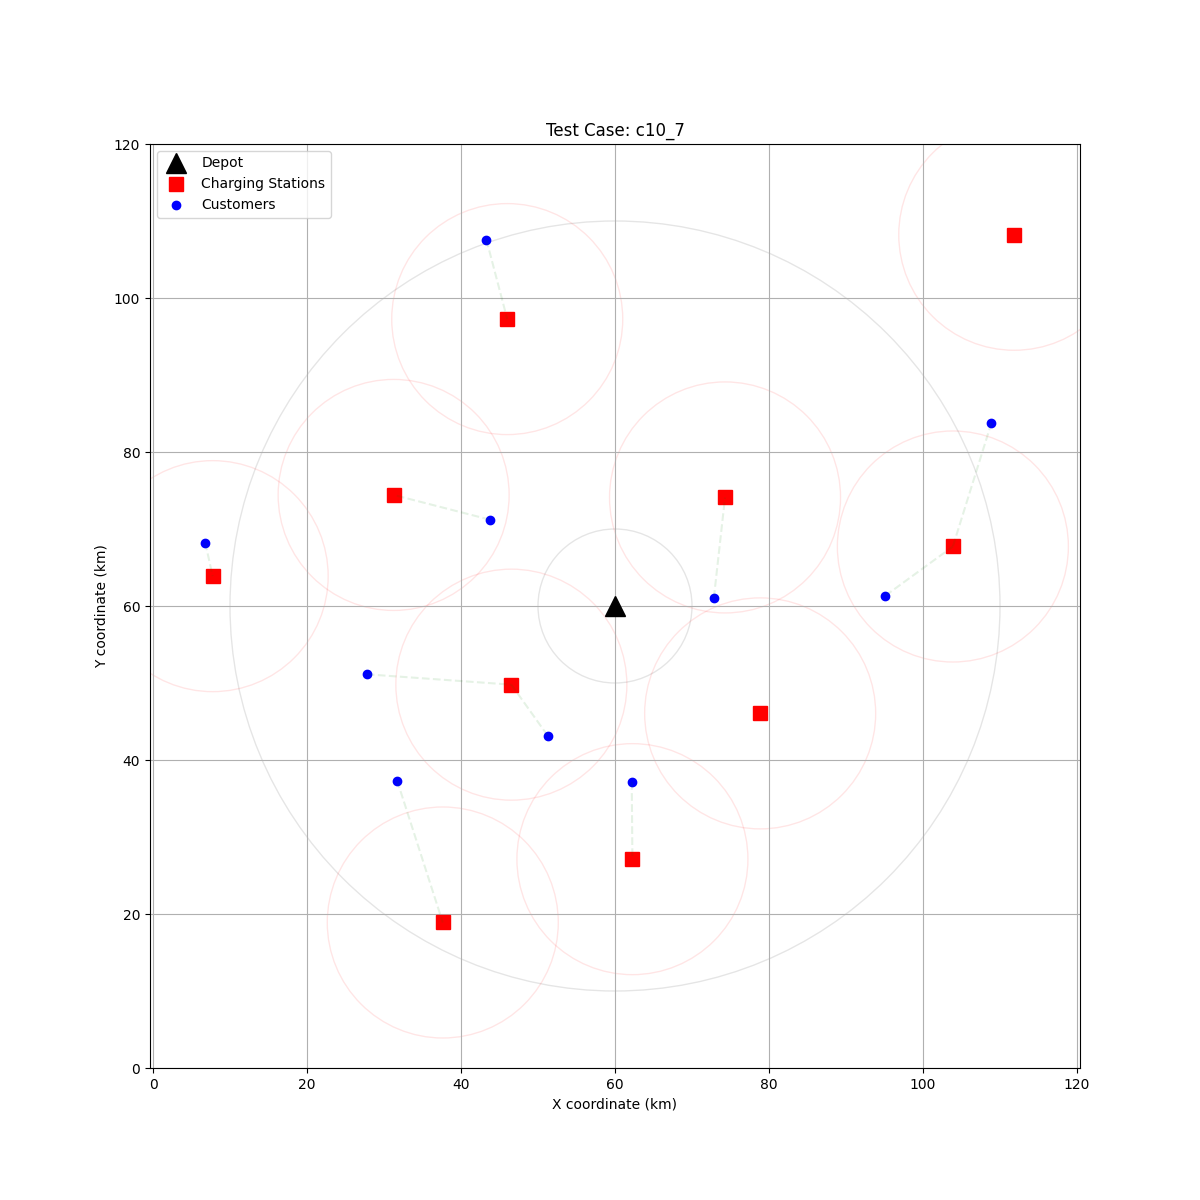 Test Case: c10_7
Depot
Charging Stations
Customers
120
100
80
60
40
20
0
Y coordinate (km)
0 20 40 60 80 100 120
X coordinate (km)